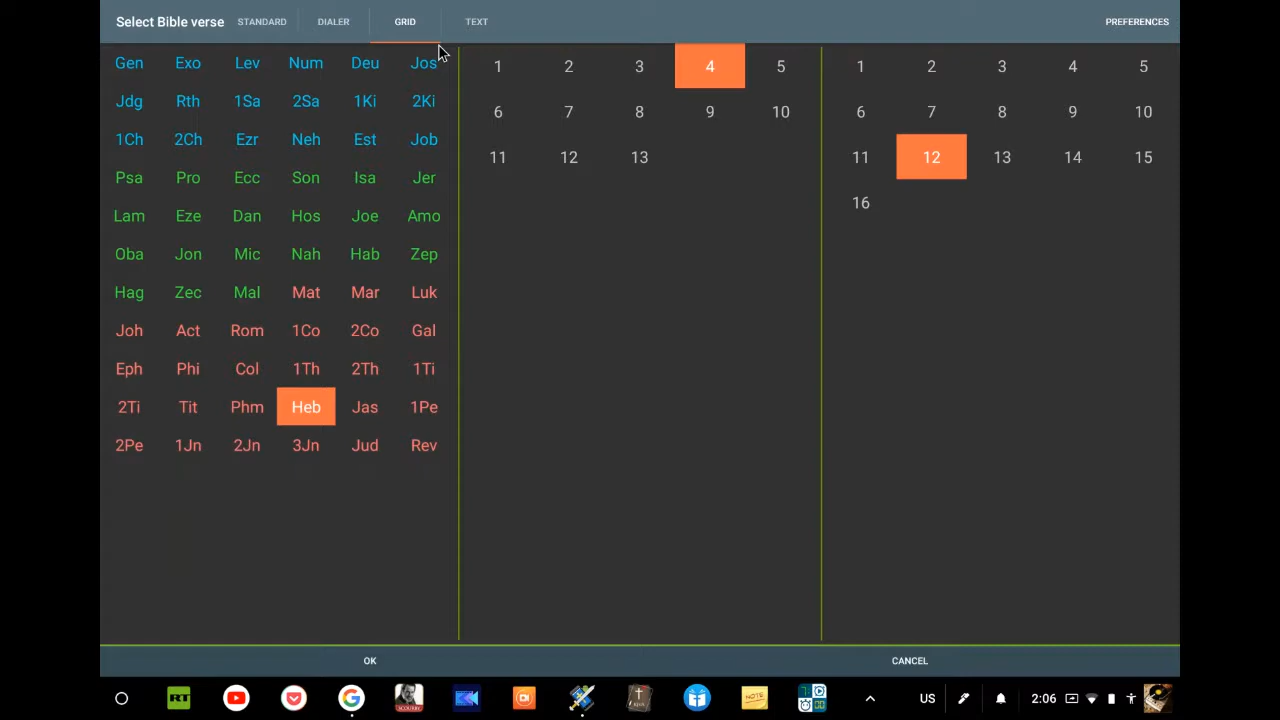 Select Bible verse STANDARD DIALER GRID TEXT PREFERENCES
Gen Exo Lev Num Deu Jos
Jdg Rth 1Sa 2Sa 1Ki 2Ki
1Ch 2Ch Ezr Neh Est Job
Psa Pro Ecc Son Isa Jer
Lam Eze Dan Hos Joe Amo
Oba Jon Mic Nah Hab Zep
Hag Zec Mal Mat Mar Luk
Joh Act Rom 1Co 2Co Gal
Eph Phi Col 1Th 2Th 1Ti
2Ti Tit Phm Heb Jas 1Pe
2Pe 1Jn 2Jn 3Jn Jud Rev
1 2 3 4 5
6 7 8 9 10
11 12 13
1 2 3 4 5
6 7 8 9 10
11 12 13 14 15
16
OK CANCEL
RT
SCOURBY
NOTE
US 2:06